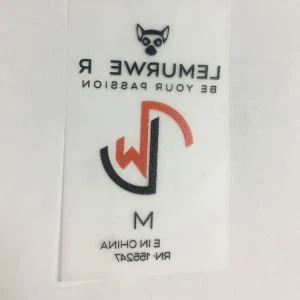 LEMURWE R
BE YOUR PASSION
M
E IN CHINA
RN: 155247